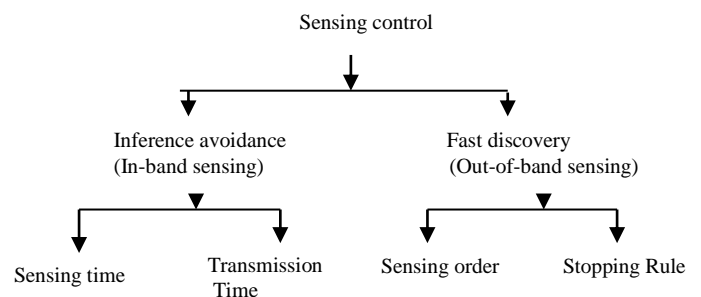 Sensing control
Inference avoidance
(In-band sensing)
Fast discovery
(Out-of-band sensing)
Sensing time
Transmission
Time
Sensing order
Stopping Rule